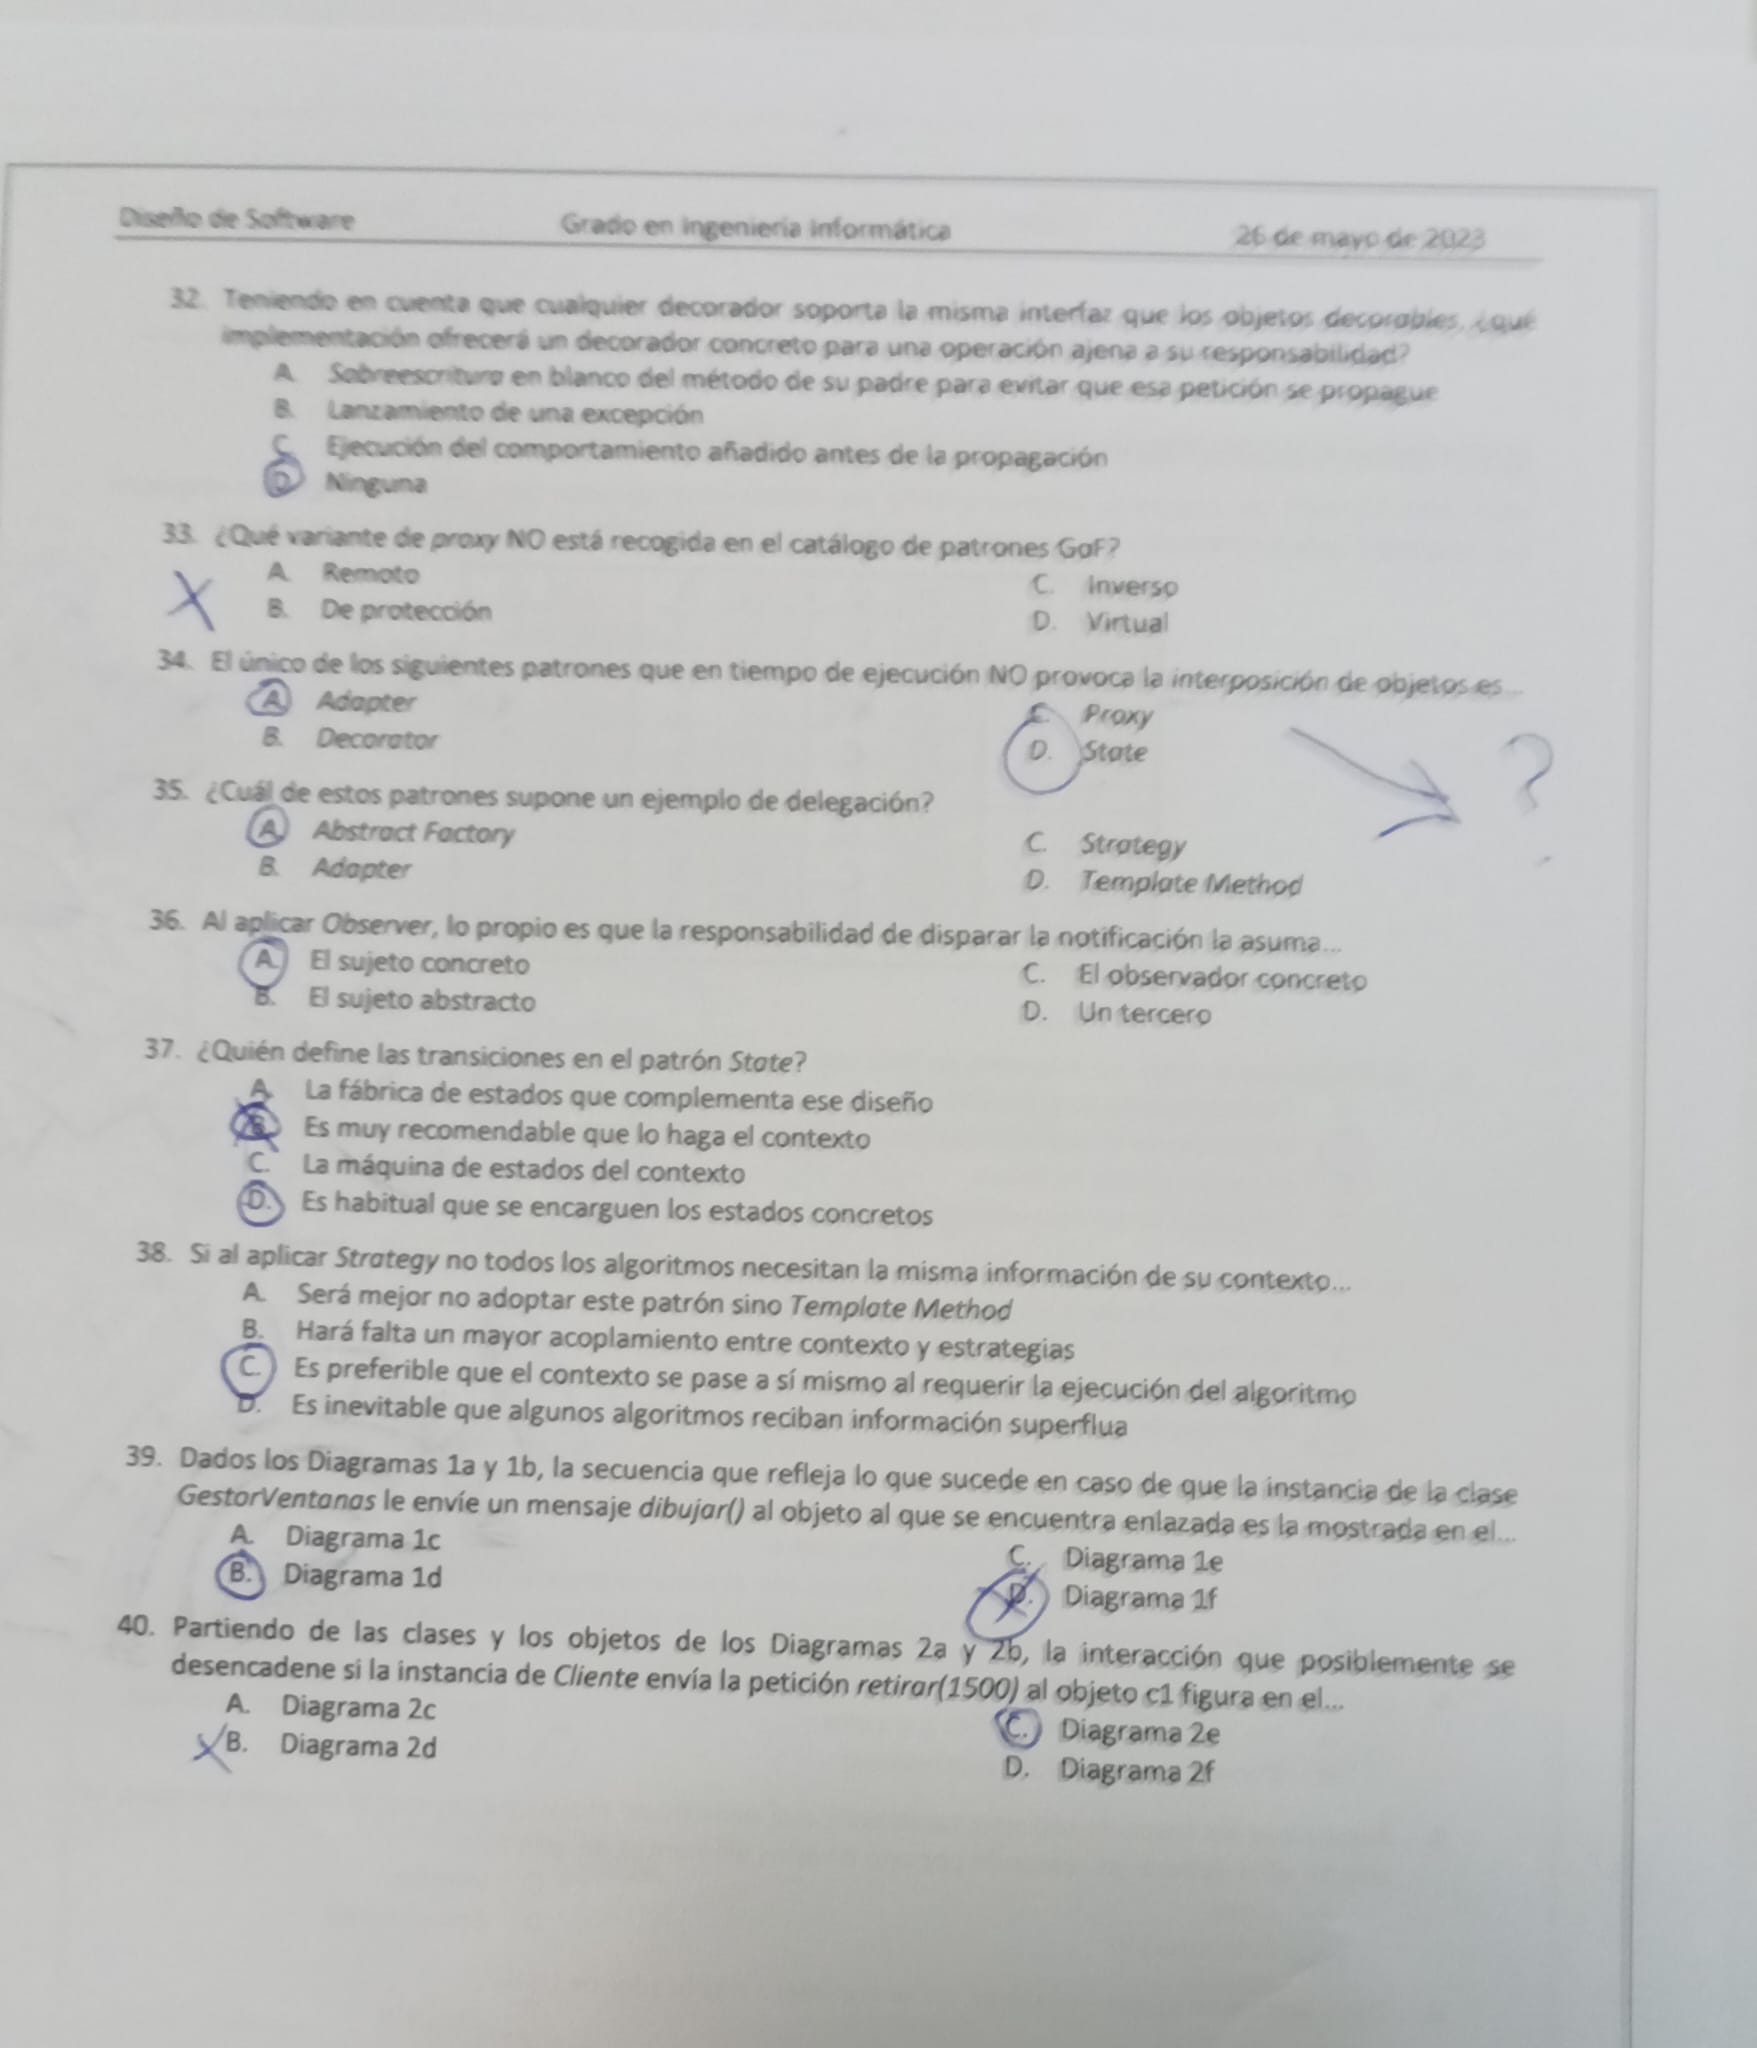 Diseño de Software Grado en Ingeniería Informática 26 de mayo de 2023
32. Teniendo en cuenta que cualquier decorador soporta la misma interfaz que los objetos decorables, ¿qué
implementación ofrecerá un decorador concreto para una operación ajena a su responsabilidad?
A. Sobreescritura en blanco del método de su padre para evitar que esa petición se propague
B. Lanzamiento de una excepción
C. Ejecución del comportamiento añadido antes de la propagación
D. Ninguna
33. ¿Qué variante de proxy NO está recogida en el catálogo de patrones GoF?
A. Remoto
C. Inverso
B. De protección
D. Virtual
34. El único de los siguientes patrones que en tiempo de ejecución NO provoca la interposición de objetos es...
A. Adapter
C. Proxy
B. Decorator
D. State
?
35. ¿Cuál de estos patrones supone un ejemplo de delegación?
A. Abstract Factory
C. Strategy
B. Adapter
D. Template Method
36. Al aplicar Observer, lo propio es que la responsabilidad de disparar la notificación la asuma...
A. El sujeto concreto
C. El observador concreto
B. El sujeto abstracto
D. Un tercero
37. ¿Quién define las transiciones en el patrón State?
A. La fábrica de estados que complementa ese diseño
B. Es muy recomendable que lo haga el contexto
C. La máquina de estados del contexto
D. Es habitual que se encarguen los estados concretos
38. Si al aplicar Strategy no todos los algoritmos necesitan la misma información de su contexto...
A. Será mejor no adoptar este patrón sino Template Method
B. Hará falta un mayor acoplamiento entre contexto y estrategias
C. Es preferible que el contexto se pase a sí mismo al requerir la ejecución del algoritmo
D. Es inevitable que algunos algoritmos reciban información superflua
39. Dados los Diagramas 1a y 1b, la secuencia que refleja lo que sucede en caso de que la instancia de la clase
GestorVentanas le envíe un mensaje dibujar() al objeto al que se encuentra enlazada es la mostrada en el...
A. Diagrama 1c
C. Diagrama 1e
B. Diagrama 1d
D. Diagrama 1f
40. Partiendo de las clases y los objetos de los Diagramas 2a y 2b, la interacción que posiblemente se
desencadene si la instancia de Cliente envía la petición retirar(1500) al objeto c1 figura en el...
A. Diagrama 2c
C. Diagrama 2e
B. Diagrama 2d
D. Diagrama 2f